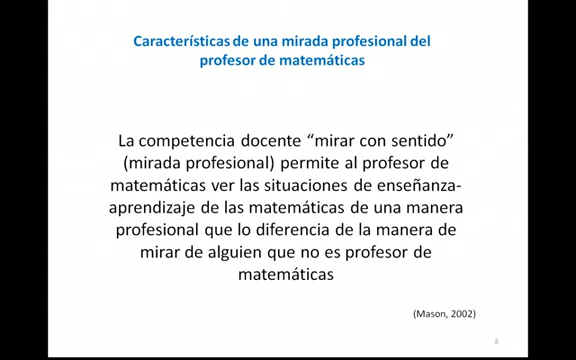 Características de una mirada profesional del
profesor de matemáticas
La competencia docente “mirar con sentido”
(mirada profesional) permite al profesor de
matemáticas ver las situaciones de enseñanza-
aprendizaje de las matemáticas de una manera
profesional que lo diferencia de la manera de
mirar de alguien que no es profesor de
matemáticas
(Mason, 2002)
8